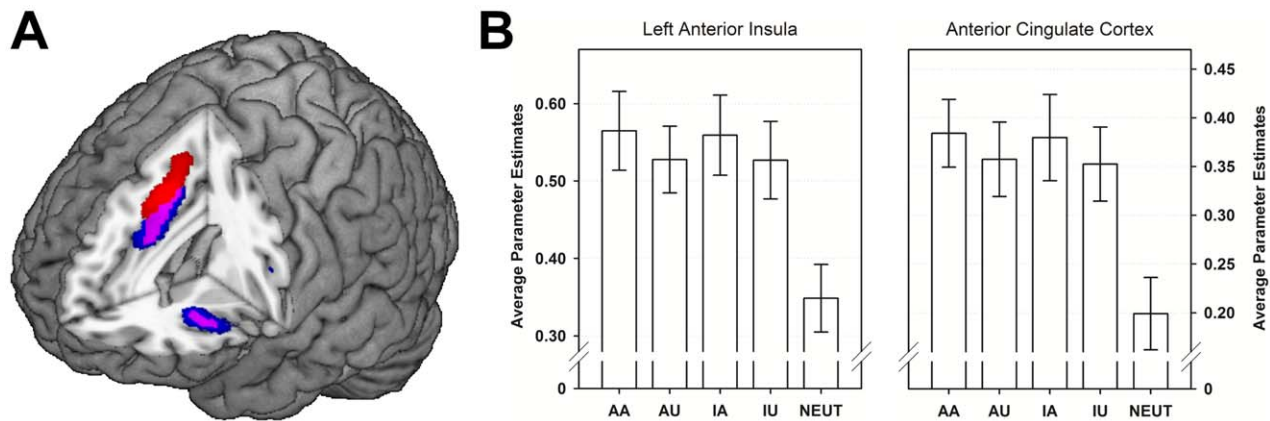 A
B
Left Anterior Insula
Average Parameter Estimates
0.60
0.50
0.40
0.30
0
AA AU IA IU NEUT
Anterior Cingulate Cortex
0.45
0.40
0.35
0.30
0.25
0.20
0
Average Parameter Estimates
AA AU IA IU NEUT